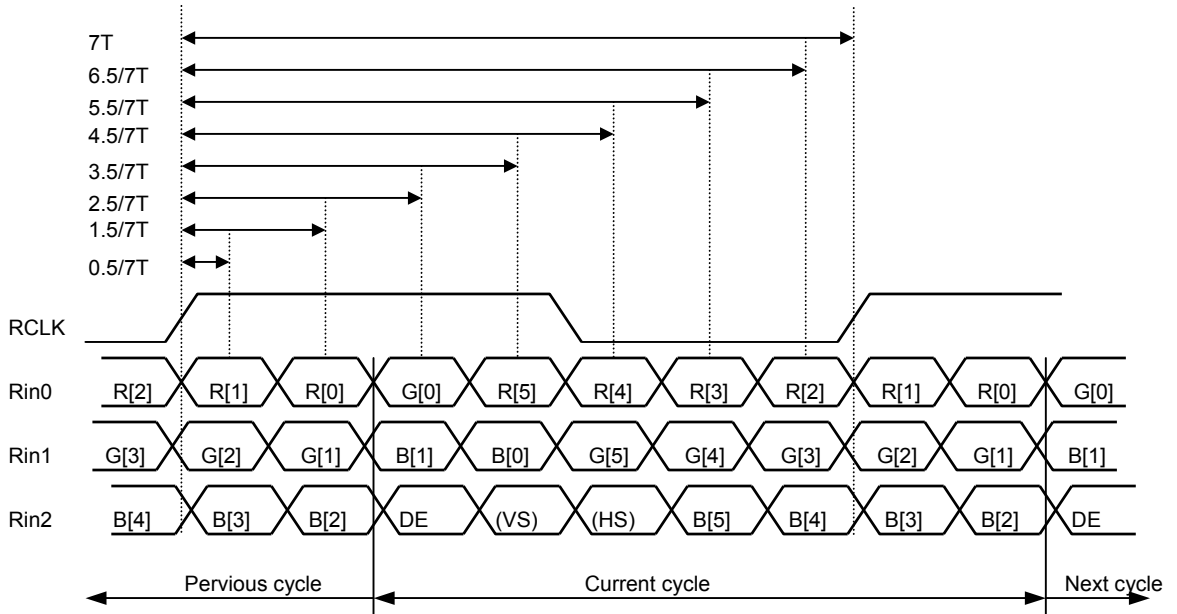 7T
6.5/7T
5.5/7T
4.5/7T
3.5/7T
2.5/7T
1.5/7T
0.5/7T
RCLK
Rin0 R[2] R[1] R[0] G[0] R[5] R[4] R[3] R[2] R[1] R[0] G[0]
Rin1 G[3] G[2] G[1] B[1] B[0] G[5] G[4] G[3] G[2] G[1] B[1]
Rin2 B[4] B[3] B[2] DE (VS) (HS) B[5] B[4] B[3] B[2] DE
Pervious cycle Current cycle Next cycle